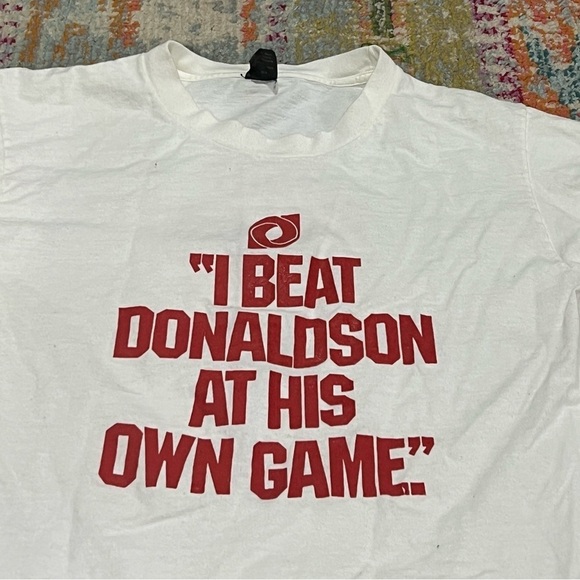 "I BEAT
DONALDSON
AT HIS
OWN GAME."